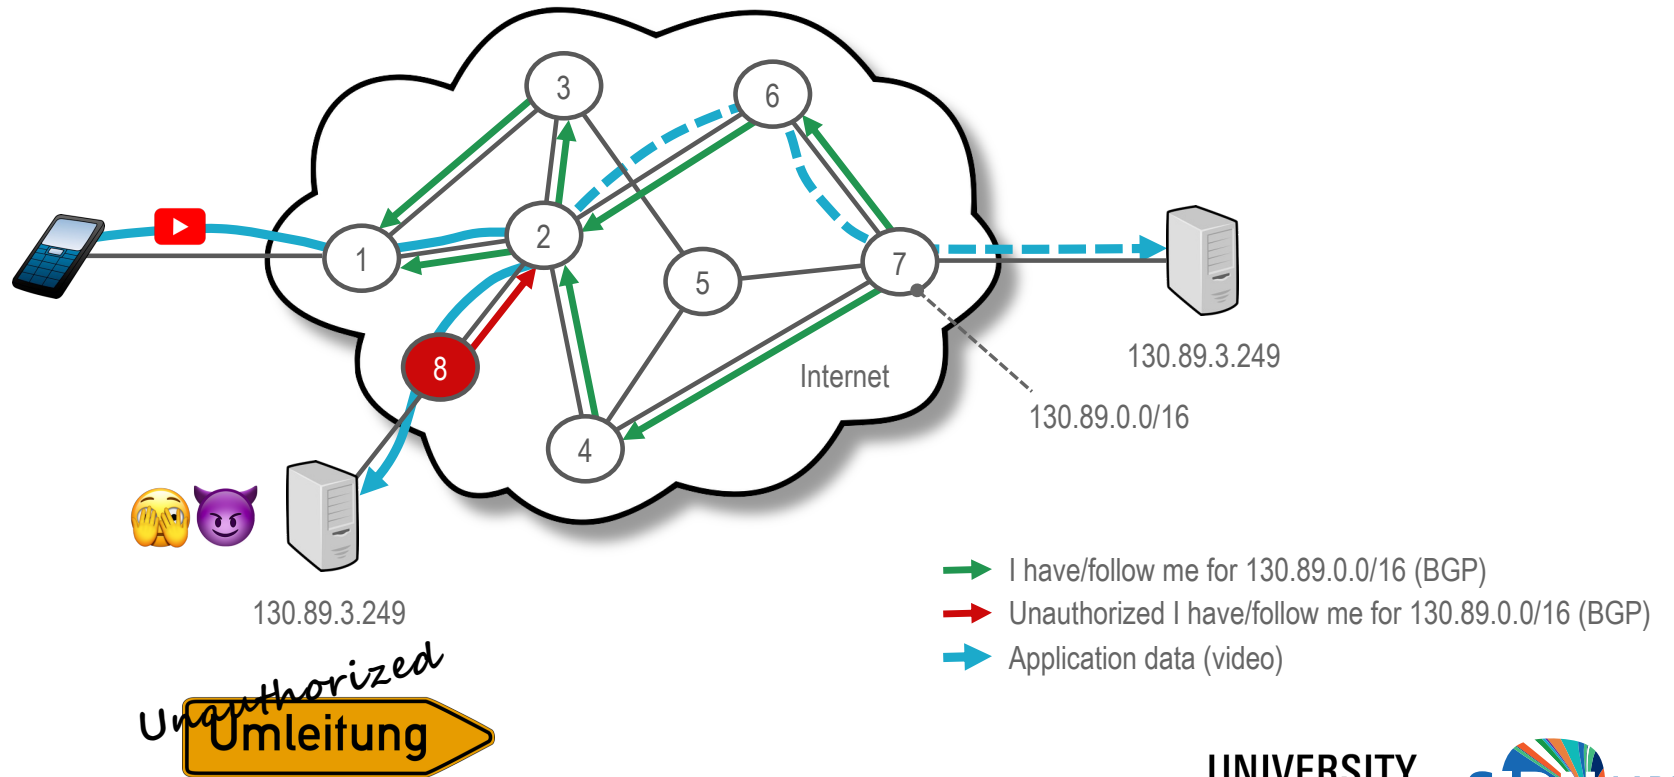 3
6
2
1
7
5
8
4
Internet
130.89.3.249
130.89.0.0/16
130.89.3.249
I have/follow me for 130.89.0.0/16 (BGP)
Unauthorized I have/follow me for 130.89.0.0/16 (BGP)
Application data (video)
Unauthorized
Umleitung
UNIVERSITY